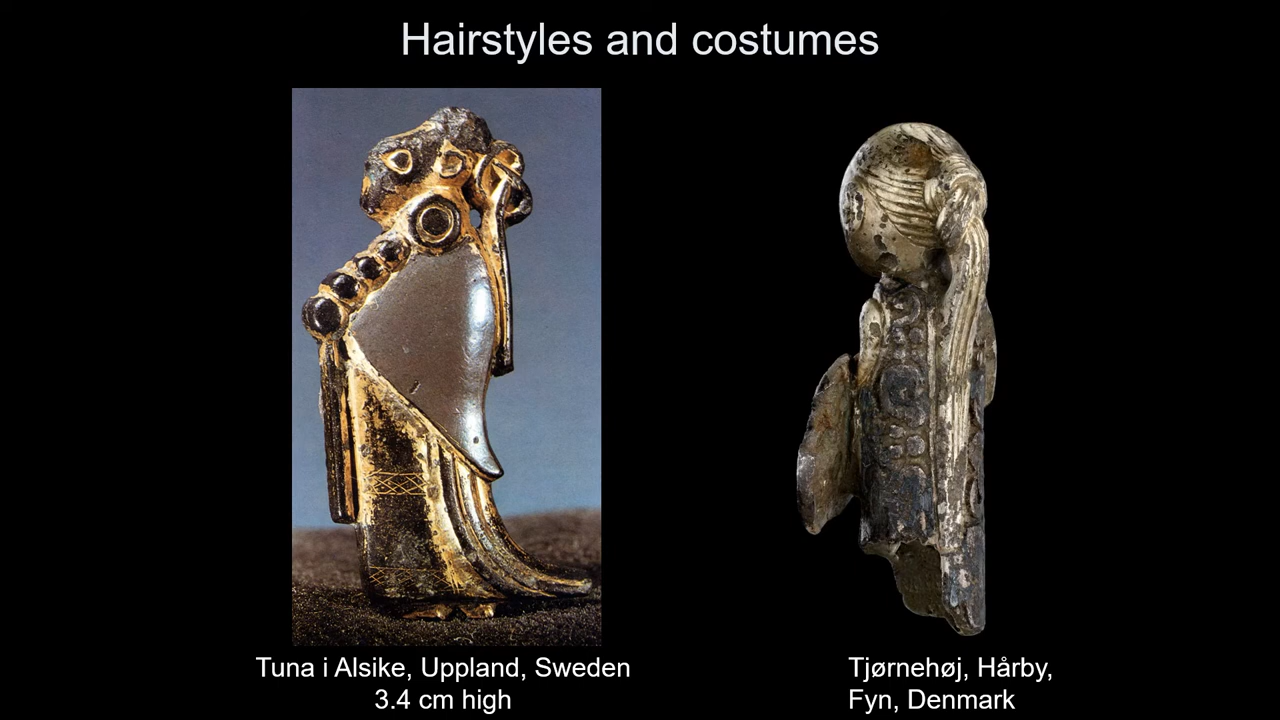 Hairstyles and costumes
Tuna i Alsike, Uppland, Sweden
3.4 cm high
Tjørnehøj, Hårby,
Fyn, Denmark